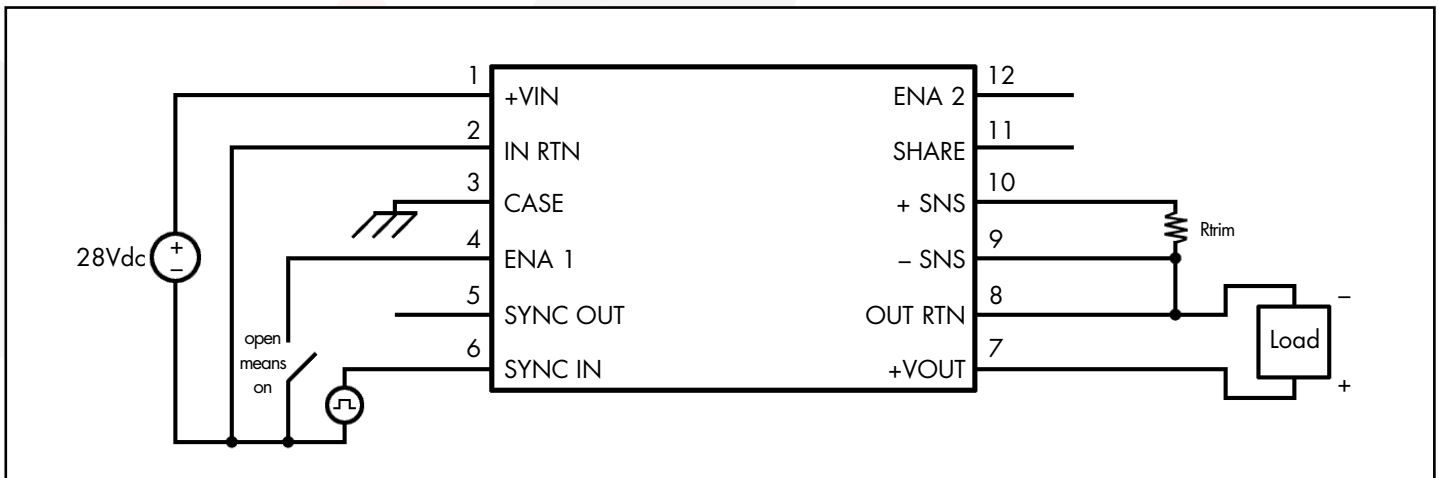 1
+VIN
2
IN RTN
3
CASE
4
ENA 1
5
SYNC OUT
6
SYNC IN
12
ENA 2
11
SHARE
10
+ SNS
9
– SNS
8
OUT RTN
7
+VOUT
28Vdc
+
–
open
means
on
Rtrim
–
Load
+